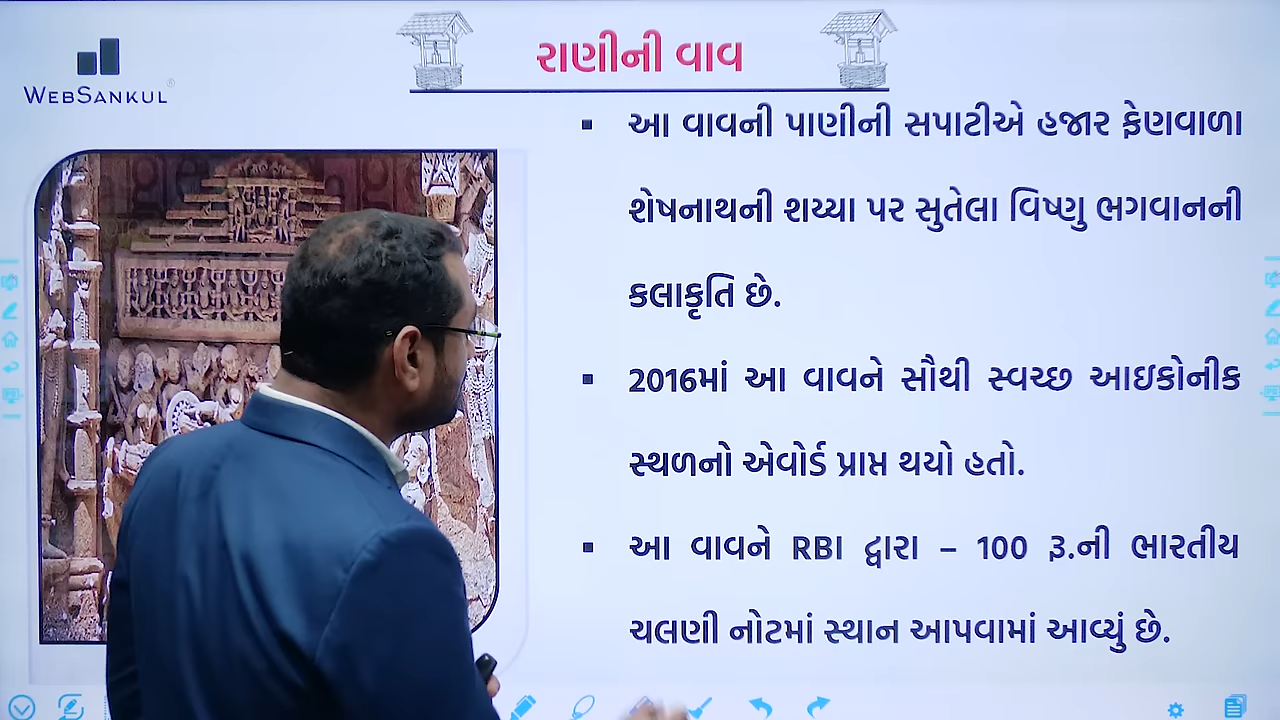 WEBSANKUL
રાણીની વાવ
▪ આ વાવની પાણીની સપાટીએ હજાર ફેણવાળા
શેષનાથની શય્યા પર સુતેલા વિષ્ણુ ભગવાનની
કલાકૃતિ છે.
▪ 2016માં આ વાવને સૌથી સ્વચ્છ આઇકોનીક
સ્થળનો એવોર્ડ પ્રાપ્ત થયો હતો.
▪ આ વાવને RBI દ્વારા – 100 રૂ.ની ભારતીય
ચલણી નોટમાં સ્થાન આપવામાં આવ્યું છે.